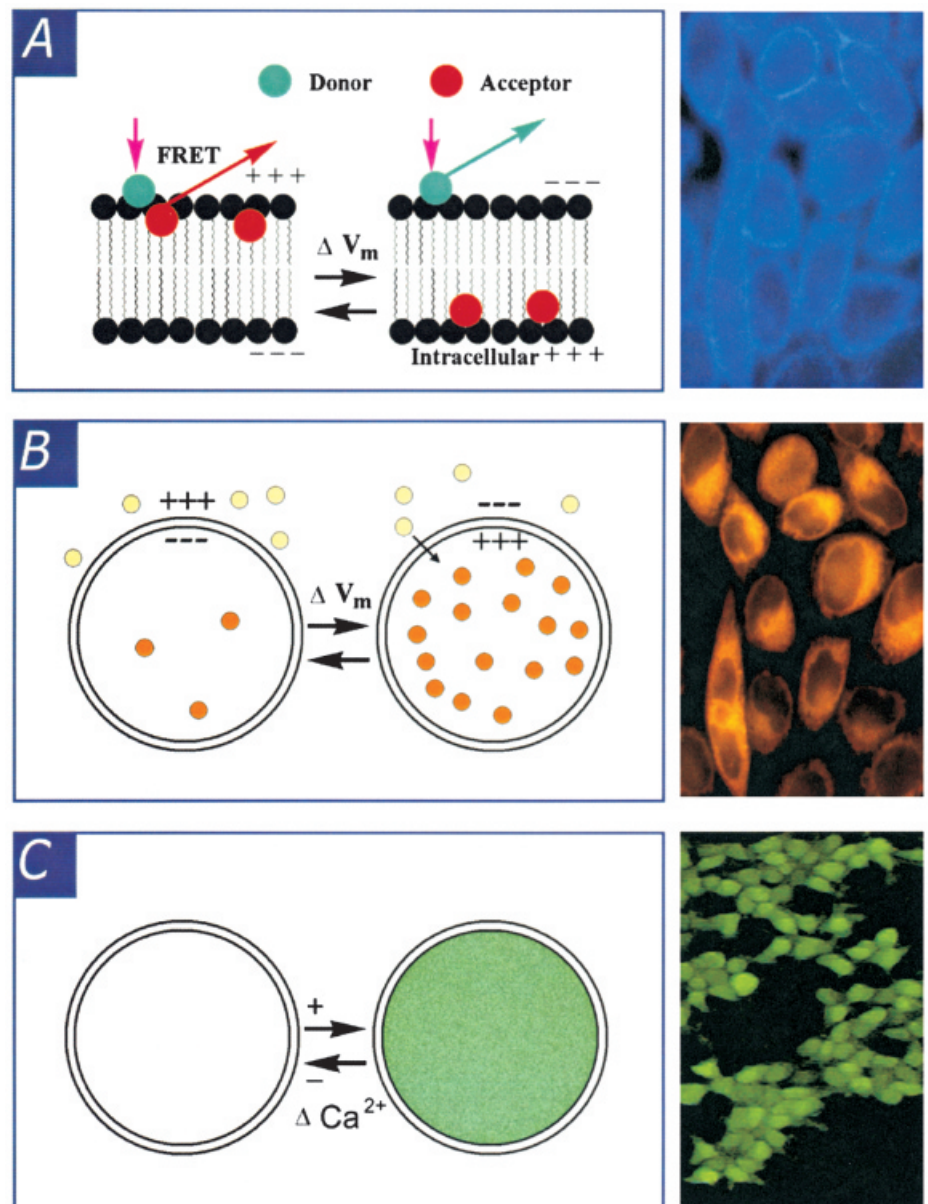 A
Donor
Acceptor
FRET
+ + +
– – –
Δ Vm
– – –
Intracellular + + +
B
+++
---
---
+++
Δ Vm
C
+
–
Δ Ca²⁺